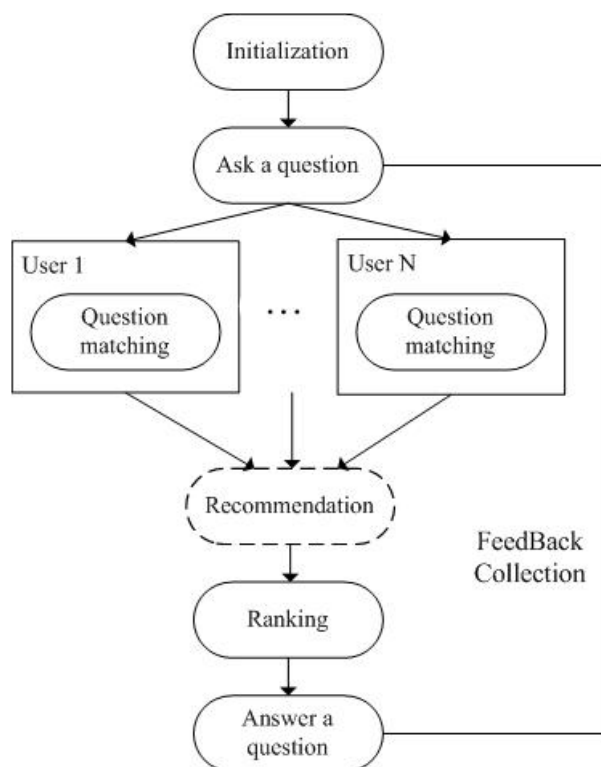 Initialization
Ask a question
User 1
Question
matching
...
User N
Question
matching
Recommendation
FeedBack
Collection
Ranking
Answer a
question